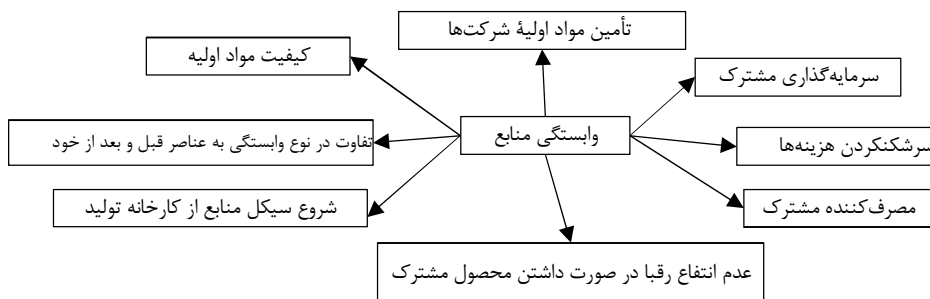 تأمین مواد اولیۀ شرکت‌ها
کیفیت مواد اولیه
سرمایه‌گذاری مشترک
وابستگی منابع
تفاوت در نوع وابستگی به عناصر قبل و بعد از خود
سرشکنکردن هزینه‌ها
شروع سیکل منابع از کارخانه تولید
مصرف‌کننده مشترک
عدم انتفاع رقبا در صورت داشتن محصول مشترک